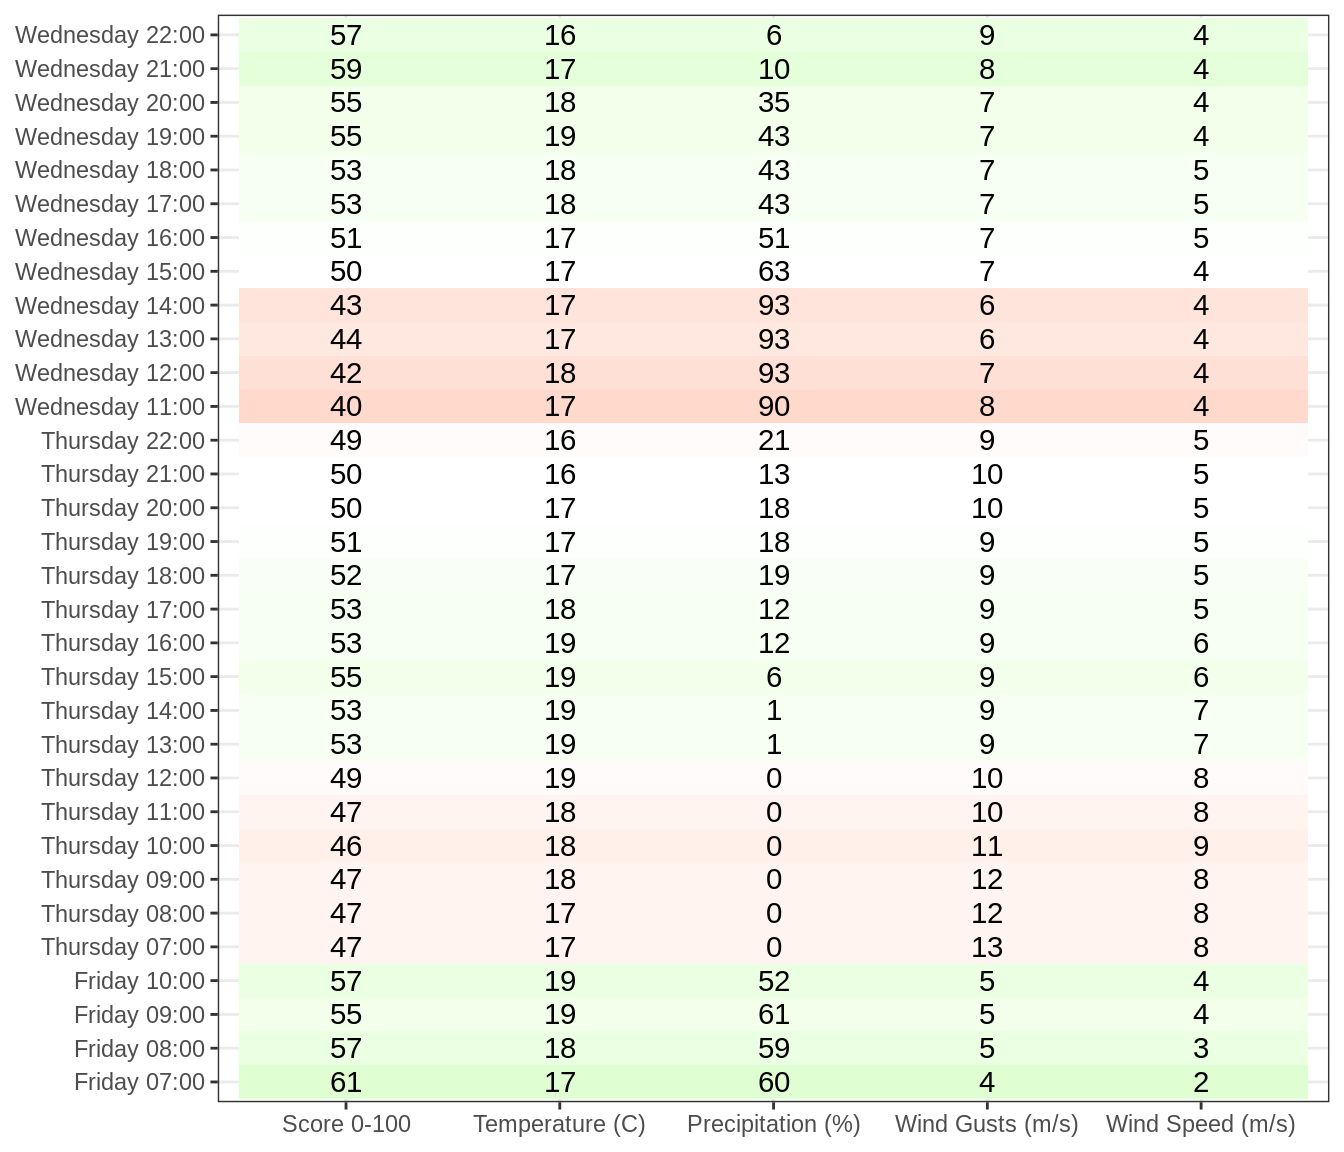 Wednesday 22:00 57 16 6 9 4
Wednesday 21:00 59 17 10 8 4
Wednesday 20:00 55 18 35 7 4
Wednesday 19:00 55 19 43 7 4
Wednesday 18:00 53 18 43 7 5
Wednesday 17:00 53 18 43 7 5
Wednesday 16:00 51 17 51 7 5
Wednesday 15:00 50 17 63 7 4
Wednesday 14:00 43 17 93 6 4
Wednesday 13:00 44 17 93 6 4
Wednesday 12:00 42 18 93 7 4
Wednesday 11:00 40 17 90 8 4
Thursday 22:00 49 16 21 9 5
Thursday 21:00 50 16 13 10 5
Thursday 20:00 50 17 18 10 5
Thursday 19:00 51 17 18 9 5
Thursday 18:00 52 17 19 9 5
Thursday 17:00 53 18 12 9 5
Thursday 16:00 53 19 12 9 6
Thursday 15:00 55 19 6 9 6
Thursday 14:00 53 19 1 9 7
Thursday 13:00 53 19 1 9 7
Thursday 12:00 49 19 0 10 8
Thursday 11:00 47 18 0 10 8
Thursday 10:00 46 18 0 11 9
Thursday 09:00 47 18 0 12 8
Thursday 08:00 47 17 0 12 8
Thursday 07:00 47 17 0 13 8
Friday 10:00 57 19 52 5 4
Friday 09:00 55 19 61 5 4
Friday 08:00 57 18 59 5 3
Friday 07:00 61 17 60 4 2
Score 0-100 Temperature (C) Precipitation (%) Wind Gusts (m/s) Wind Speed (m/s)